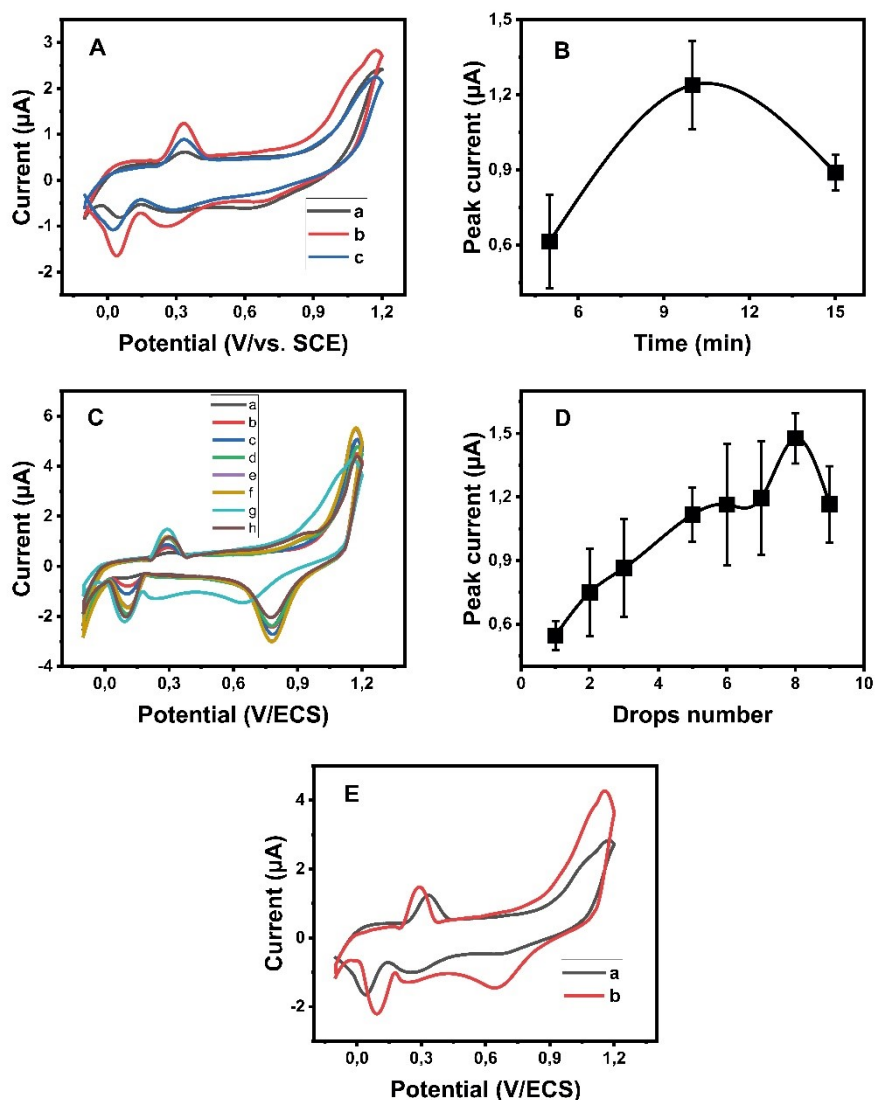 A
Current (µA)
3
2
1
0
-1
-2
0,0 0,3 0,6 0,9 1,2
Potential (V/vs. SCE)
a
b
c
B
Peak current (µA)
1,5
1,2
0,9
0,6
6 9 12 15
Time (min)
C
Current (µA)
6
4
2
0
-2
-4
0,0 0,3 0,6 0,9 1,2
Potential (V/ECS)
a
b
c
d
e
f
g
h
D
Peak current (µA)
1,5
1,2
0,9
0,6
0 2 4 6 8 10
Drops number
E
Current (µA)
4
2
0
-2
0,0 0,3 0,6 0,9 1,2
Potential (V/ECS)
a
b